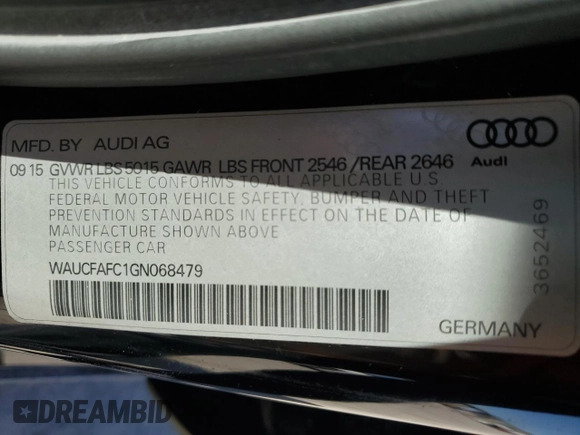 MFD. BY AUDI AG
Audi
09 15 GVWR LBS 5015 GAWR LBS FRONT 2546 /REAR 2646
THIS VEHICLE CONFORMS TO ALL APPLICABLE U.S
FEDERAL MOTOR VEHICLE SAFETY, BUMPER AND THEFT
PREVENTION STANDARDS IN EFFECT ON THE DATE OF
MANUFACTURE SHOWN ABOVE
PASSENGER CAR
WAUCFAFC1GN068479
3652469
GERMANY
DREAMBID